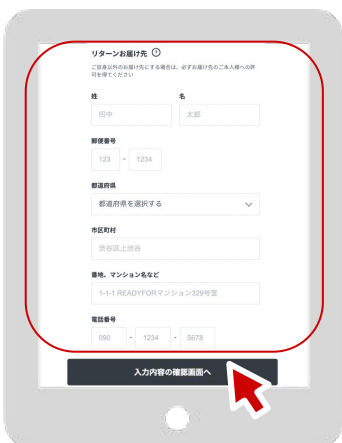 リターンお届け先 ?
ご自身以外のお届け先にする場合は、必ずお届け先のご本人様への許
可を得てください
姓 名
田中 太郎
郵便番号
123 - 1234
都道府県
都道府県を選択する
市区町村
渋谷区上渋谷
番地、マンション名など
1-1-1 READYFORマンション329号室
電話番号
090 - 1234 - 5678
入力内容の確認画面へ